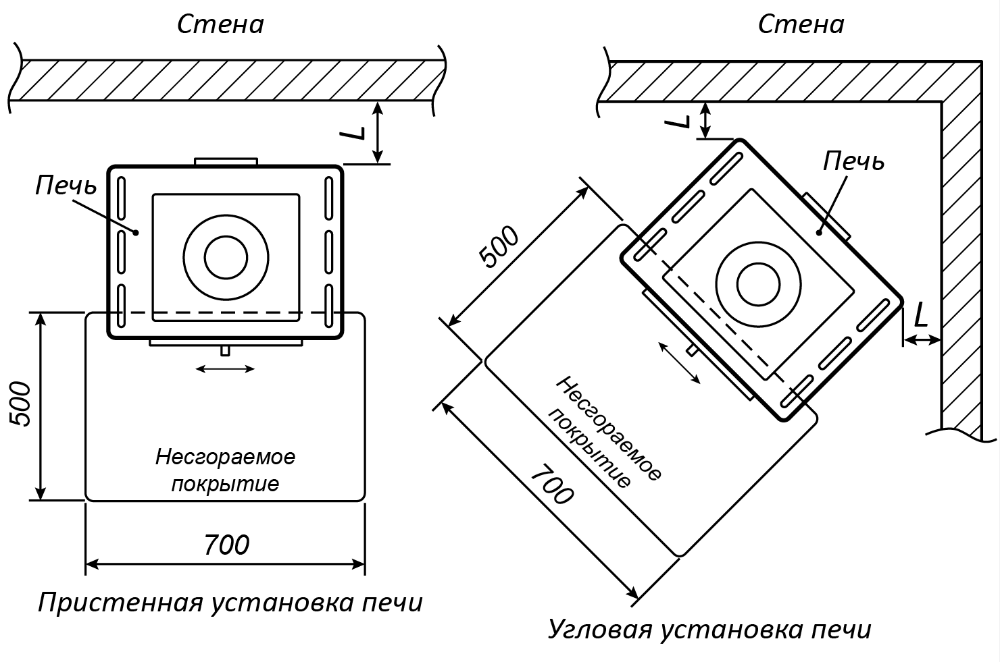 Стена
L
Печь
500
Несгораемое
покрытие
700
Пристенная установка печи
Стена
L
Печь
500
L
Несгораемое
покрытие
700
Угловая установка печи